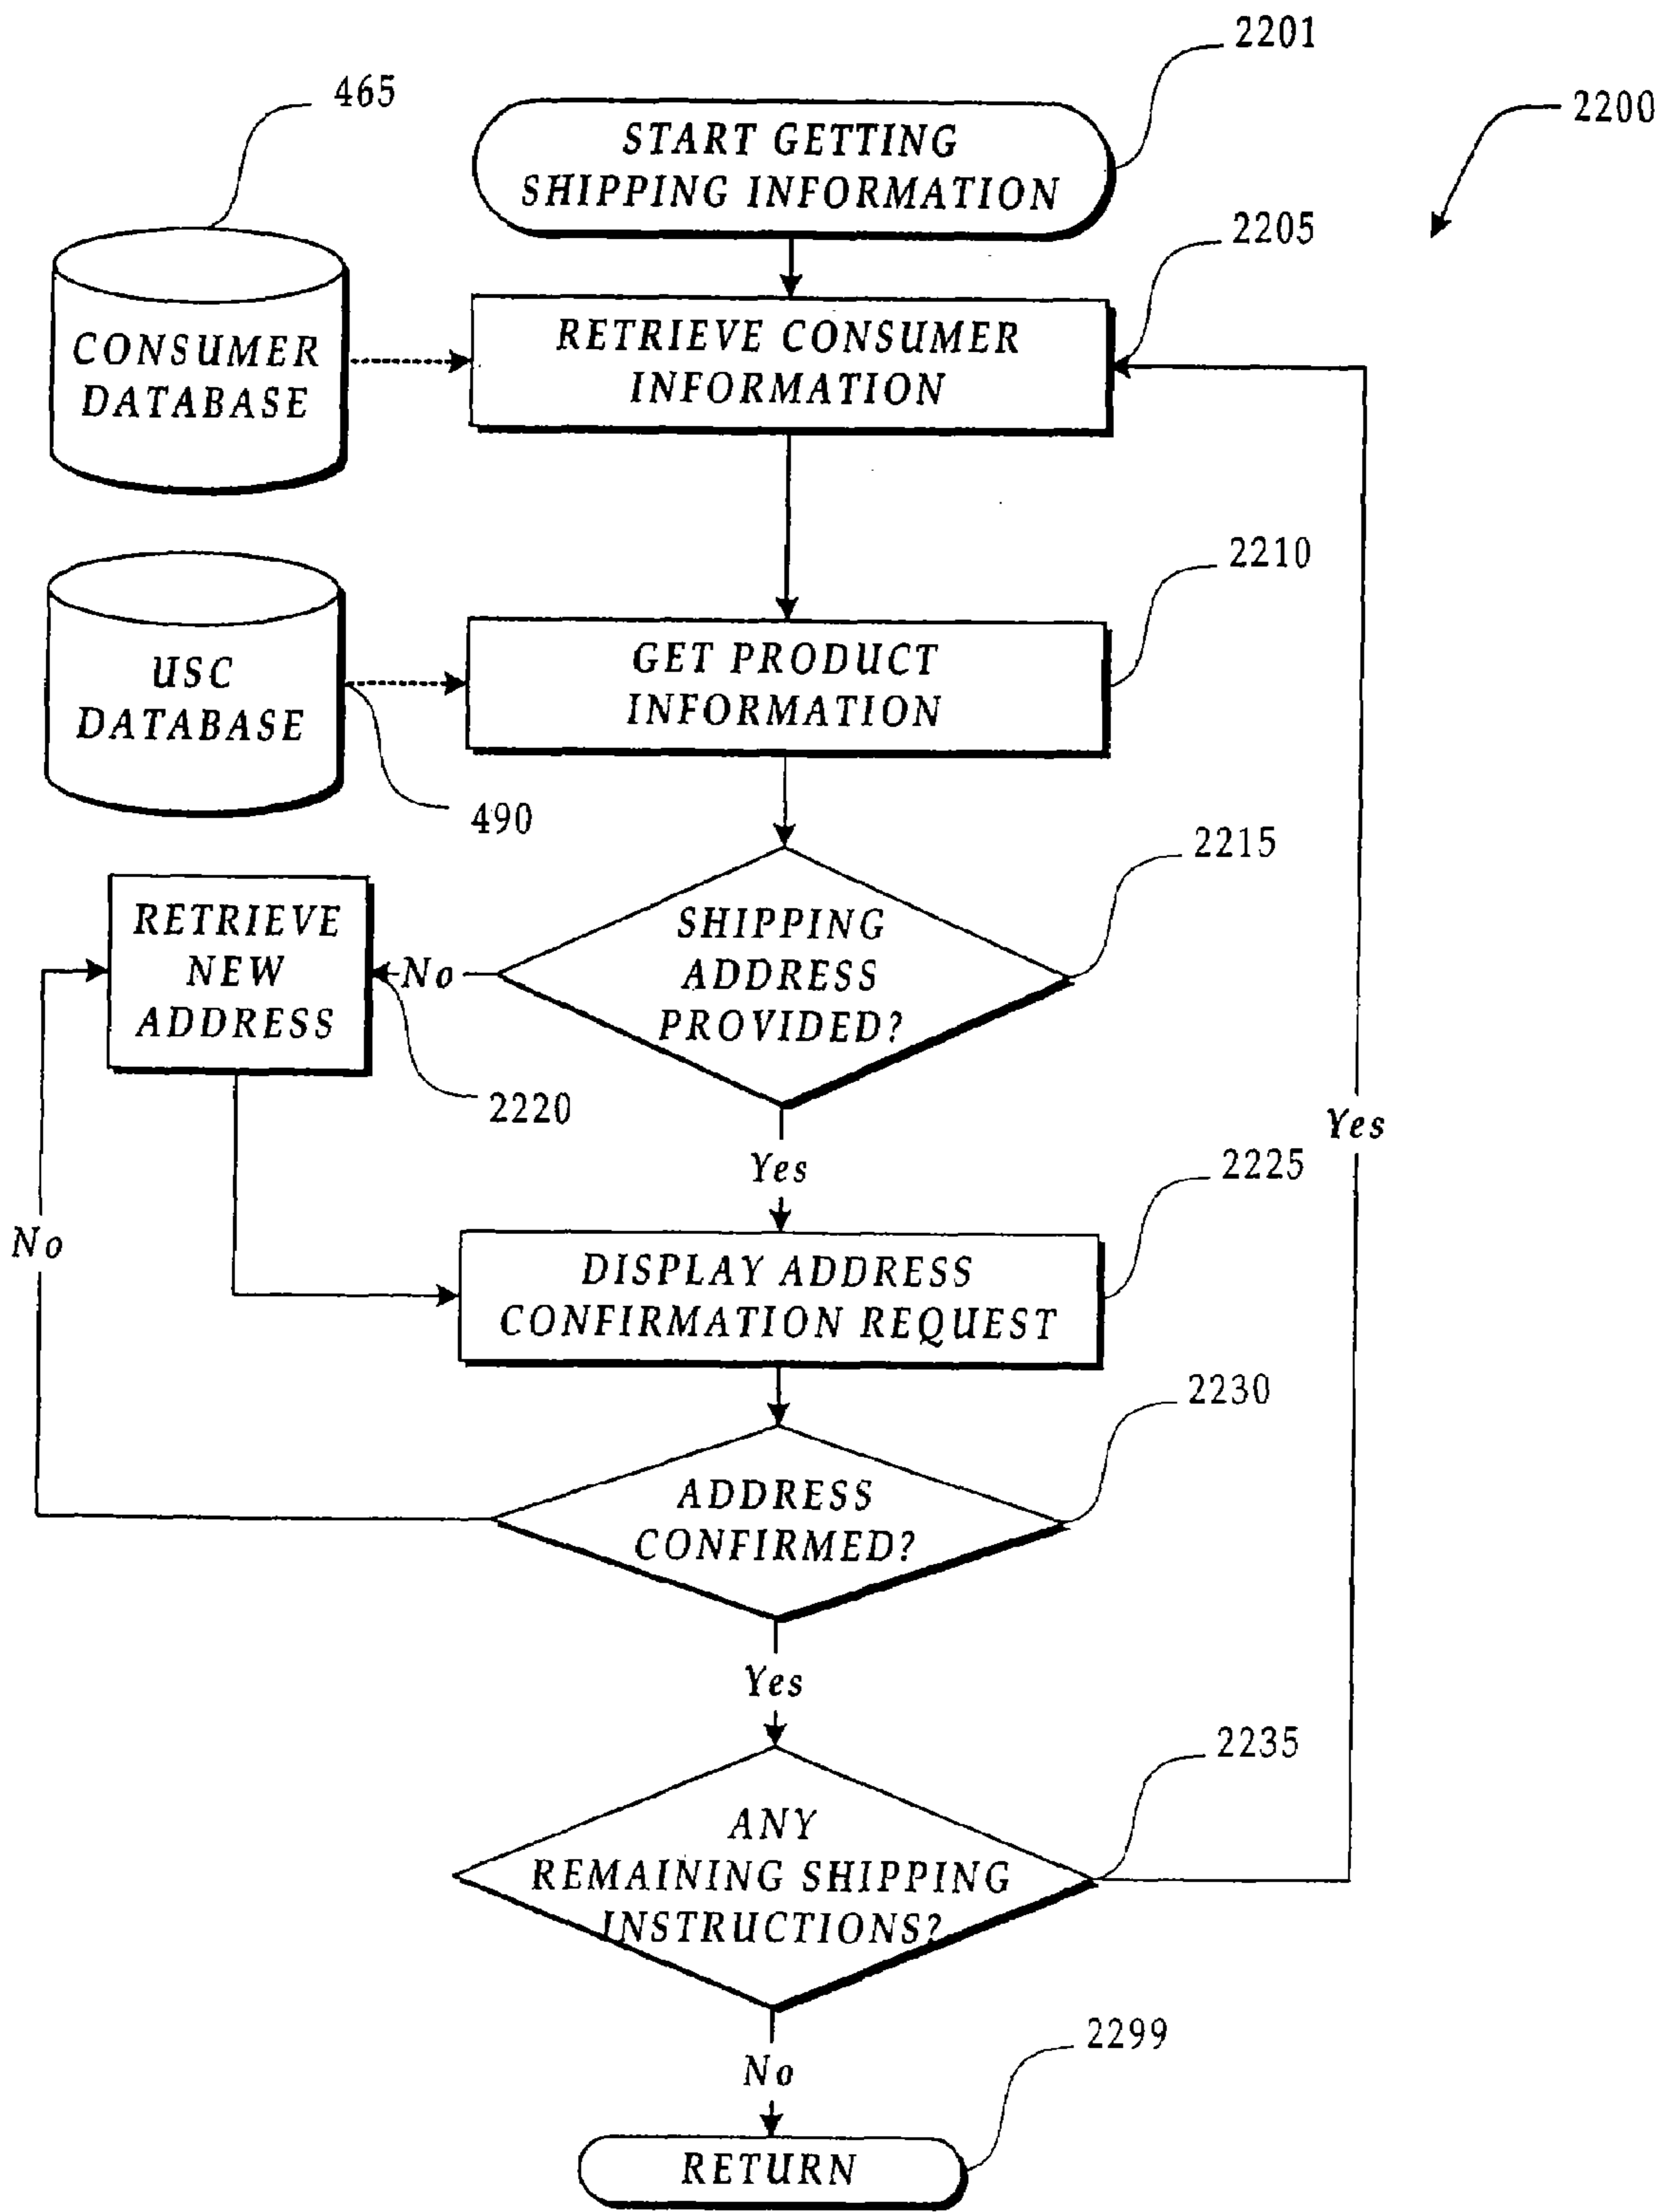 2201
465
2200
START GETTING
SHIPPING INFORMATION
2205
CONSUMER
DATABASE
RETRIEVE CONSUMER
INFORMATION
2210
USC
DATABASE
GET PRODUCT
INFORMATION
490
2215
RETRIEVE
NEW
ADDRESS
No
SHIPPING
ADDRESS
PROVIDED?
2220
Yes
Yes
2225
No
DISPLAY ADDRESS
CONFIRMATION REQUEST
2230
ADDRESS
CONFIRMED?
Yes
2235
ANY
REMAINING SHIPPING
INSTRUCTIONS?
2299
No
RETURN